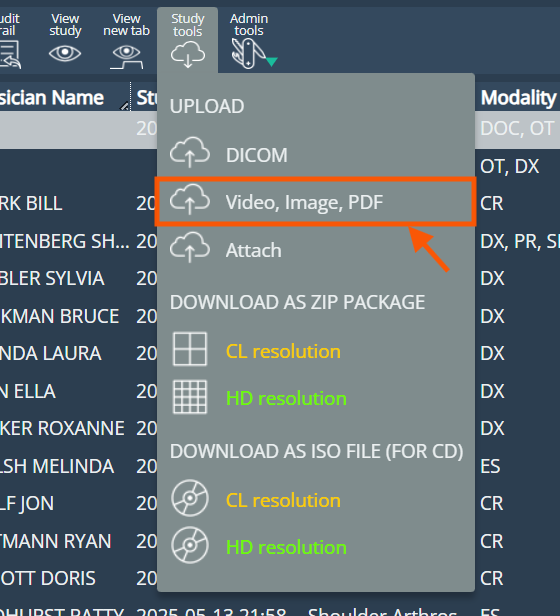 udit View Study Admin
rail study new tab tools tools
View
sician Name Stu Modality
UPLOAD
20 DOC, OT
DICOM
OT, DX
Video, Image, PDF
RK BILL 20 CR
ITENBERG SH... 20 DX, PR, S
Attach
BLER SYLVIA 20 DX
DOWNLOAD AS ZIP PACKAGE
KMAN BRUCE 20 DX
CL resolution
NDA LAURA 20 DX
N ELLA 20 DX
HD resolution
KER ROXANNE 20 DX
DOWNLOAD AS ISO FILE (FOR CD)
LSH MELINDA 20 ES
CL resolution
LF JON 20 CR
TMANN RYAN 20 CR
HD resolution
OTT DORIS 20 CR
DHURST PATTY 2025-05-13 21:58 Shoulder Arthros ES